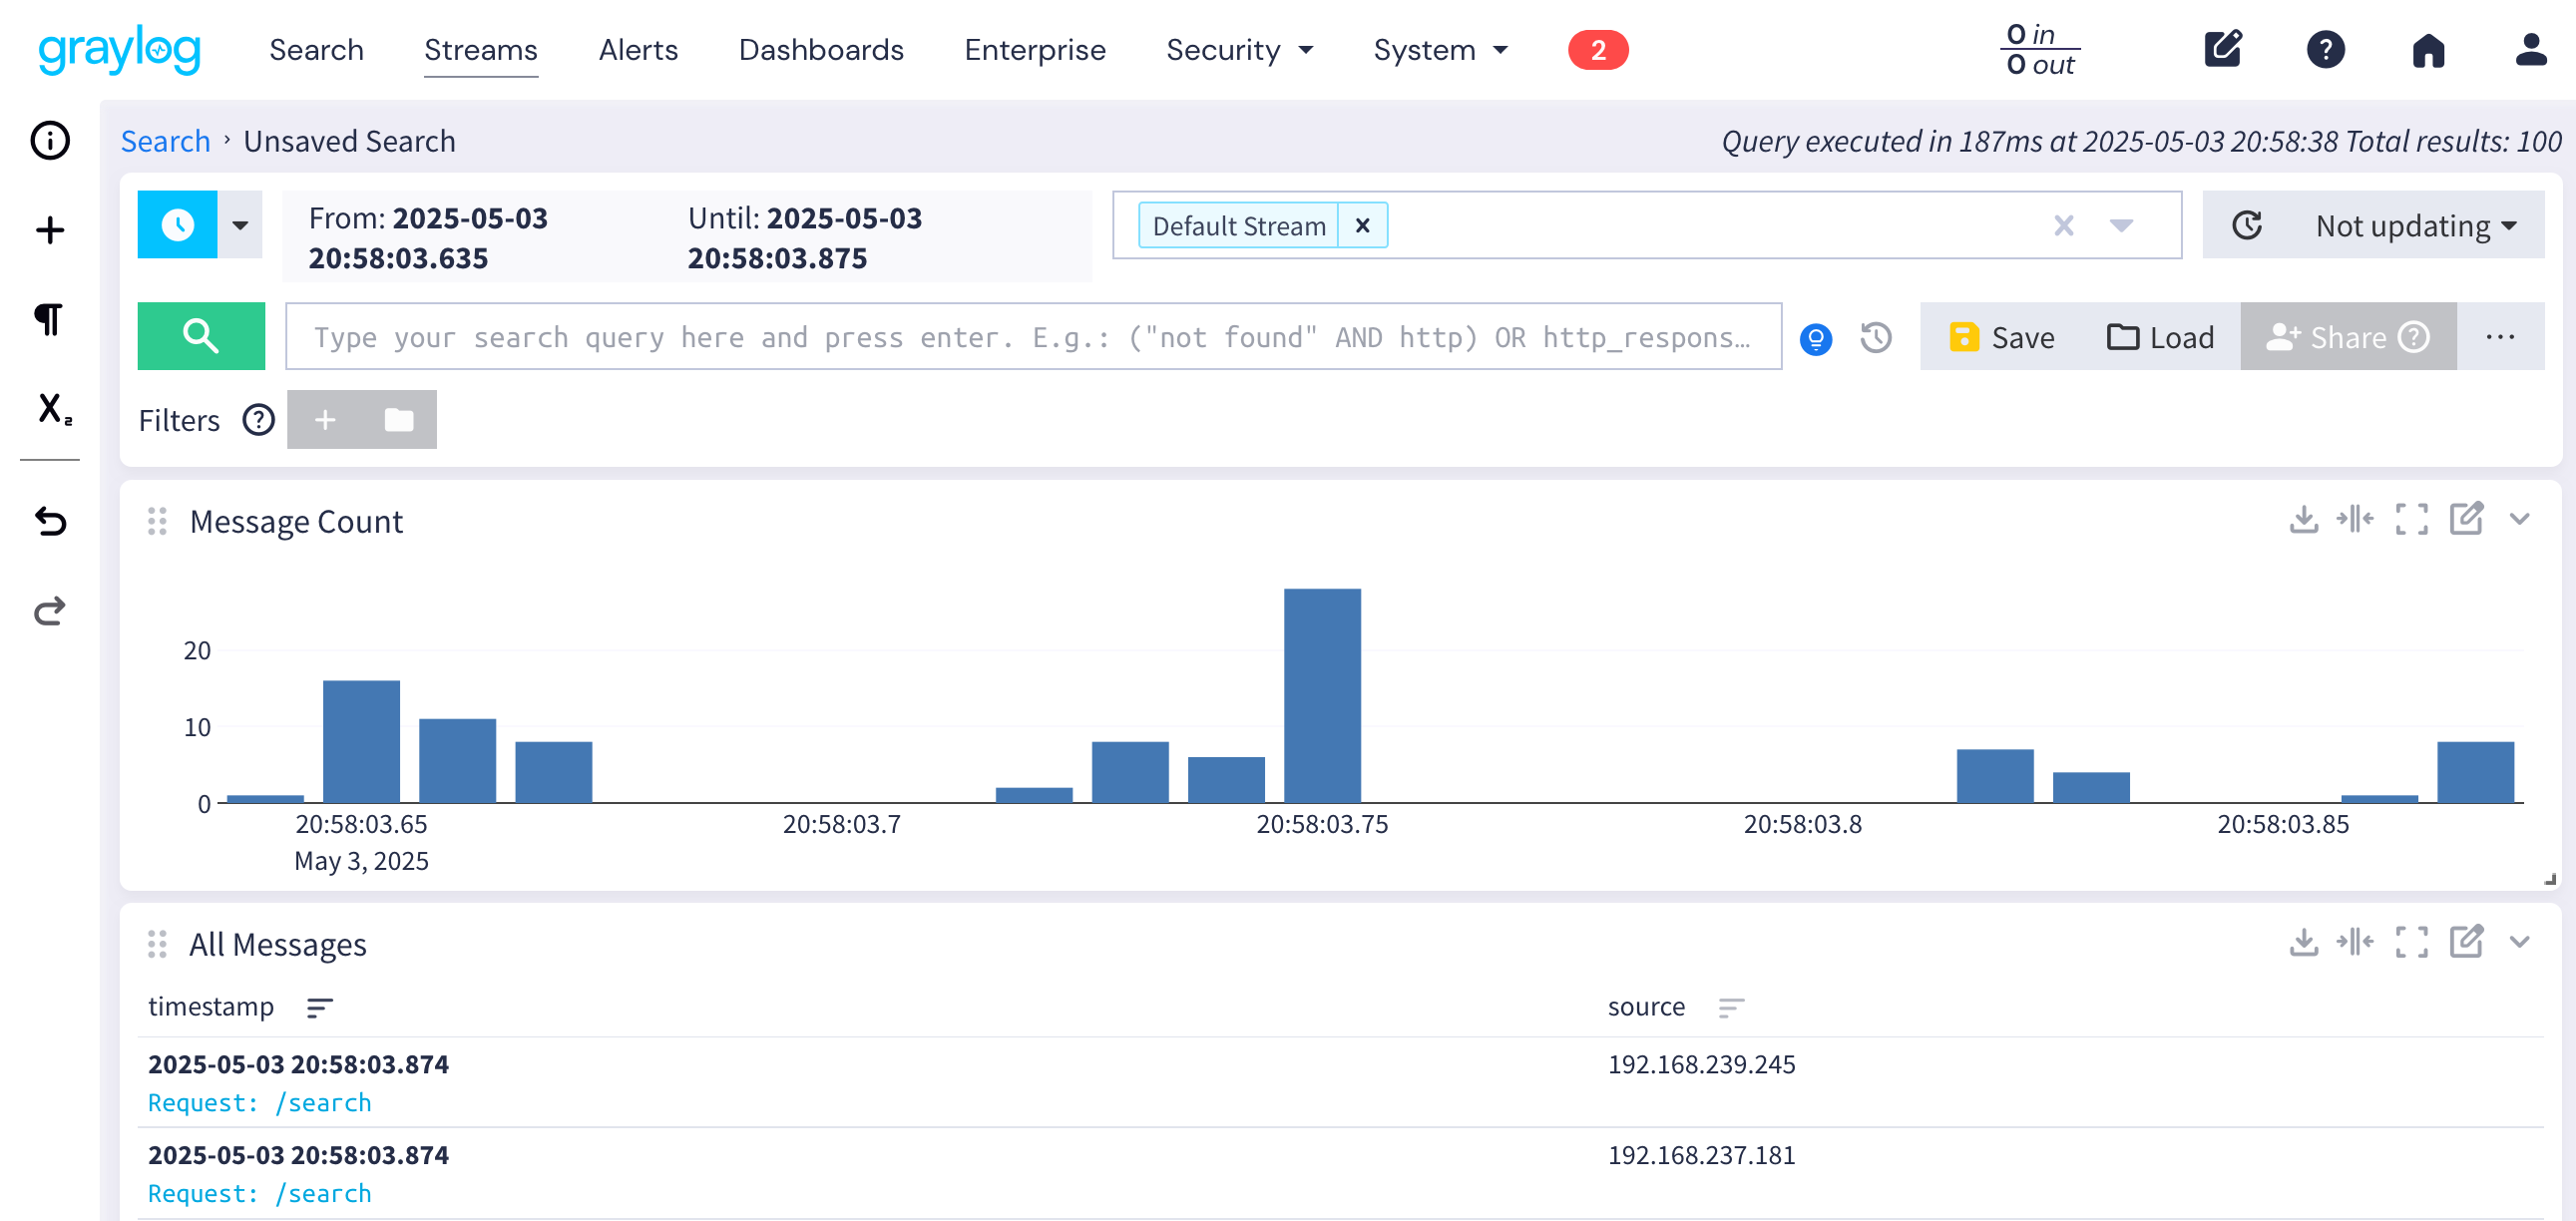 graylog Search Streams Alerts Dashboards Enterprise Security System 2 0 in
0 out
Search › Unsaved Search Query executed in 187ms at 2025-05-03 20:58:38 Total results: 100
From: 2025-05-03 Until: 2025-05-03
20:58:03.635 20:58:03.875
Default Stream Not updating
Type your search query here and press enter. E.g.: ("not found" AND http) OR http_respons…
Save Load Share
Filters
X₂
Message Count
20
10
0
20:58:03.65 20:58:03.7 20:58:03.75 20:58:03.8 20:58:03.85
May 3, 2025
All Messages
timestamp source
2025-05-03 20:58:03.874 192.168.239.245
Request: /search
2025-05-03 20:58:03.874 192.168.237.181
Request: /search